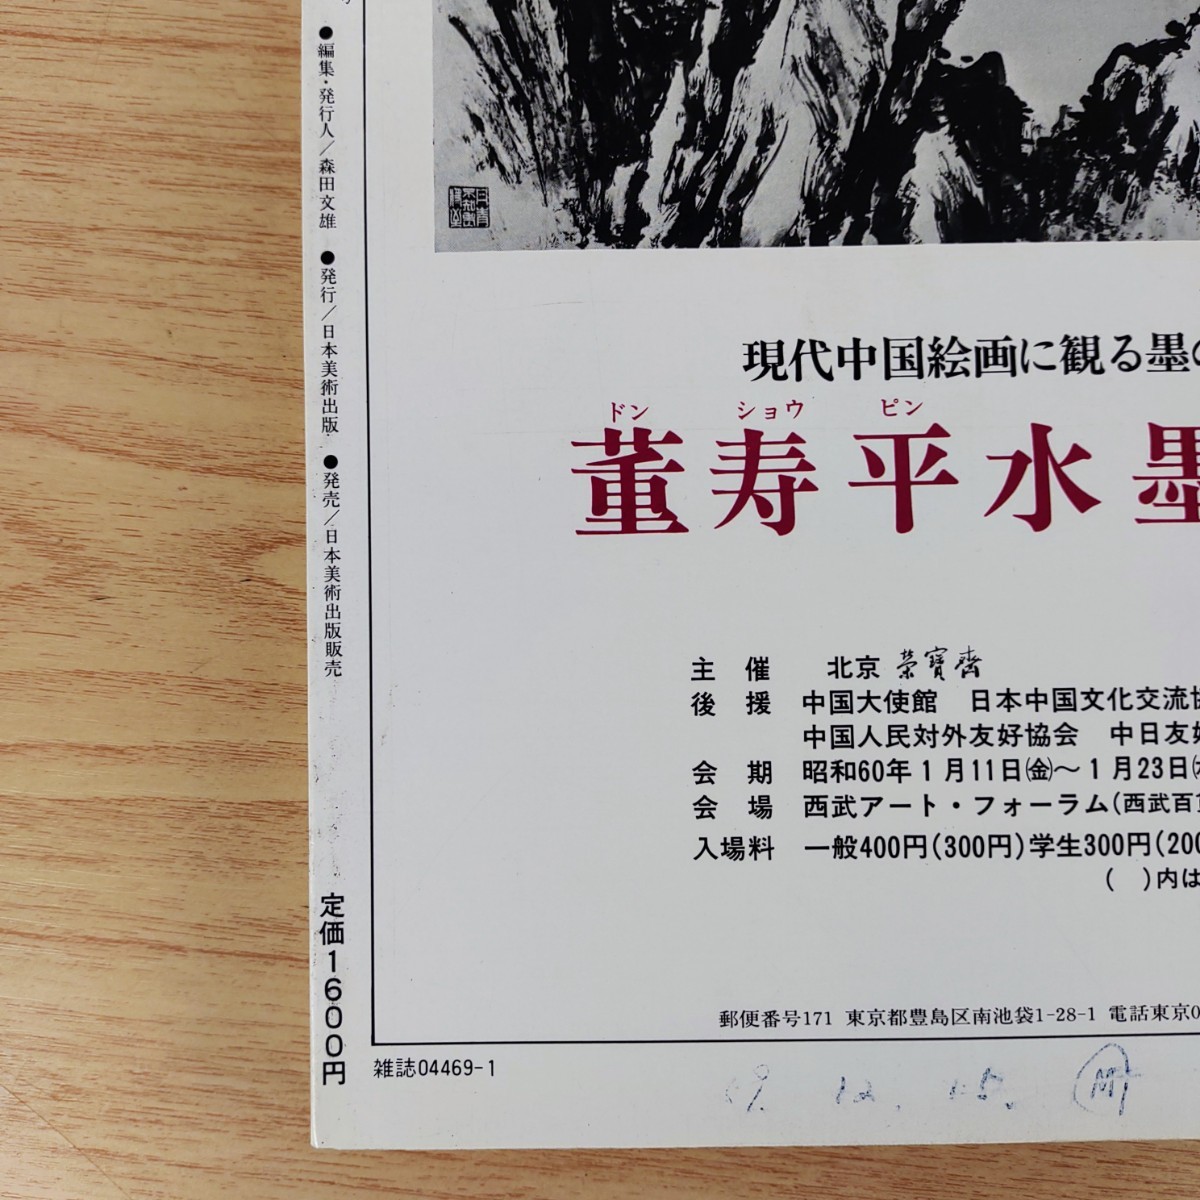 ●編集・発行人／森田文雄 ●発行／日本美術出版 ●発売／日本美術出版販売
定価1600円
現代中国絵画に観る墨の
ドン ショウ ピン
董寿平水墨
主催 北京 榮寶齋
後援 中国大使館 日本中国文化交流協
中国人民対外友好協会 中日友好
会期 昭和60年1月11日㈮〜1月23日㈬
会場 西武アート・フォーラム(西武百貨
入場料 一般400円(300円)学生300円(200
( )内は
郵便番号171 東京都豊島区南池袋1-28-1 電話東京0
雑誌04469-1